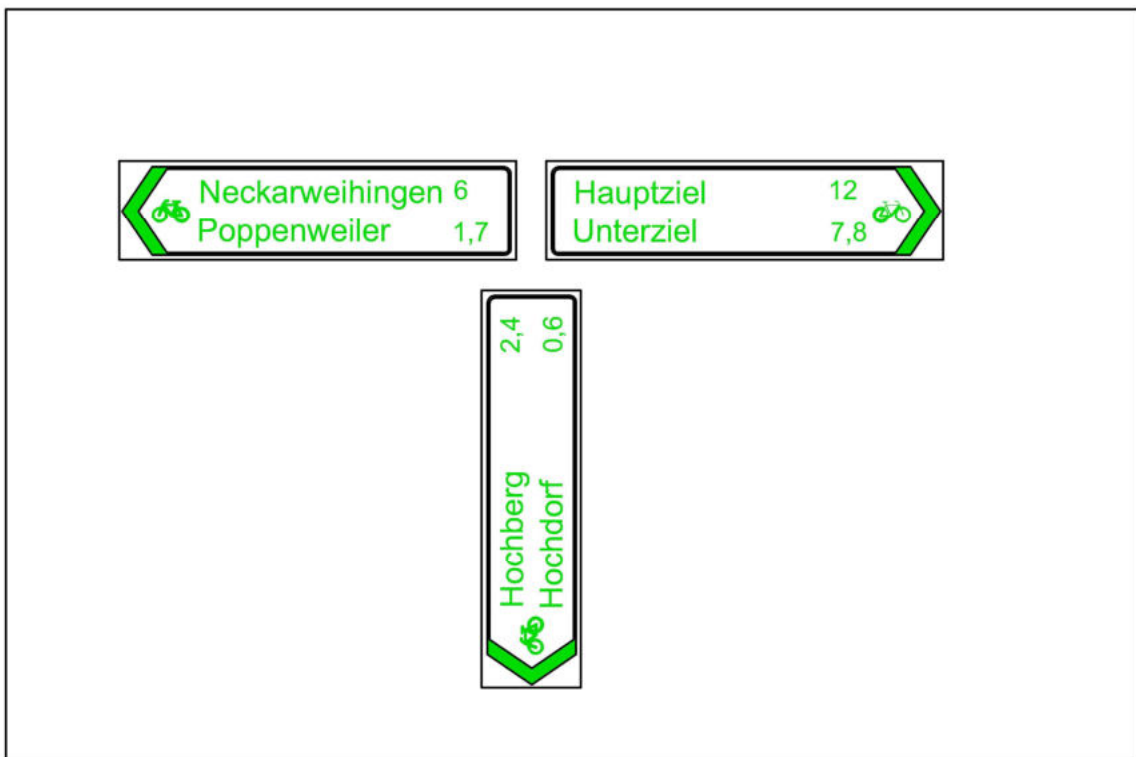 Neckarweihingen 6
Poppenweiler 1,7
Hauptziel 12
Unterziel 7,8
Hochberg 2,4
Hochdorf 0,6